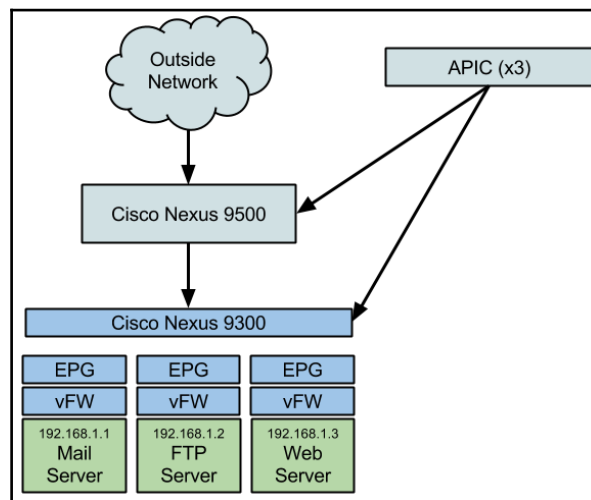 Outside
Network
APIC (x3)
Cisco Nexus 9500
Cisco Nexus 9300
EPG
EPG
EPG
vFW
vFW
vFW
192.168.1.1
Mail
Server
192.168.1.2
FTP
Server
192.168.1.3
Web
Server